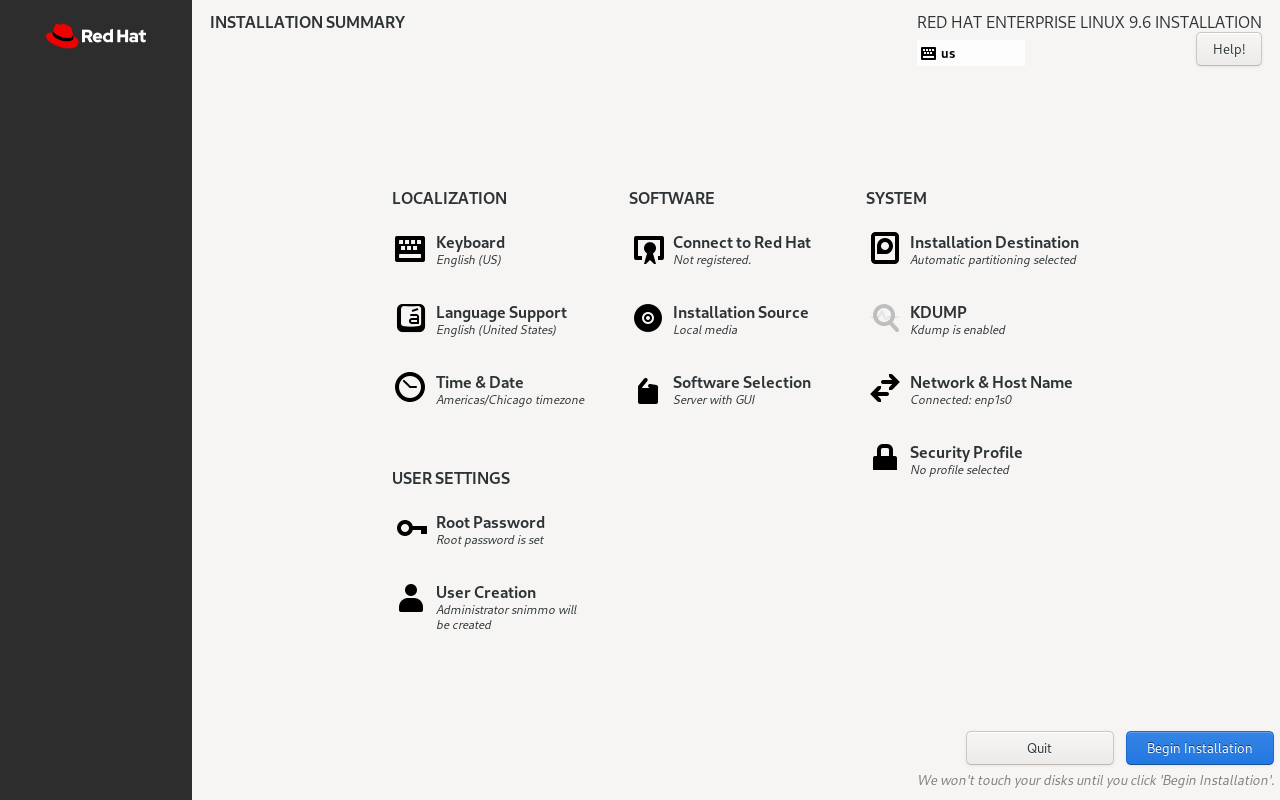 Red Hat
INSTALLATION SUMMARY
RED HAT ENTERPRISE LINUX 9.6 INSTALLATION
us
Help!
LOCALIZATION
Keyboard
English (US)
Language Support
English (United States)
Time & Date
Americas/Chicago timezone
SOFTWARE
Connect to Red Hat
Not registered.
Installation Source
Local media
Software Selection
Server with GUI
SYSTEM
Installation Destination
Automatic partitioning selected
KDUMP
Kdump is enabled
Network & Host Name
Connected: enp1s0
Security Profile
No profile selected
USER SETTINGS
Root Password
Root password is set
User Creation
Administrator snimmo will
be created
Quit
Begin Installation
We won't touch your disks until you click 'Begin Installation'.